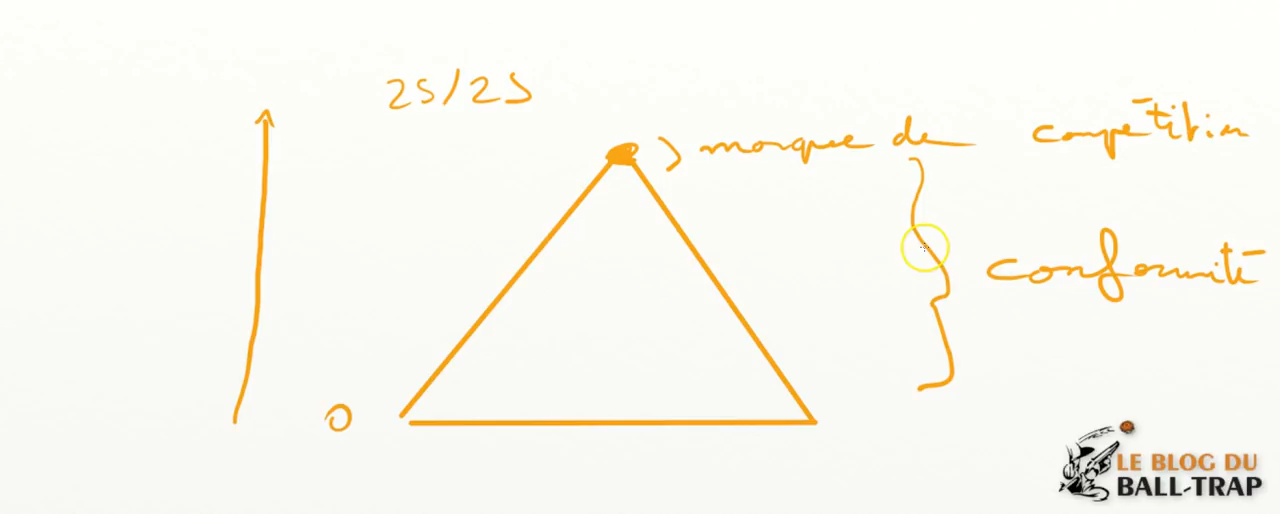 25/25
marque de compétition
conformité
0
LE BLOG DU
BALL-TRAP